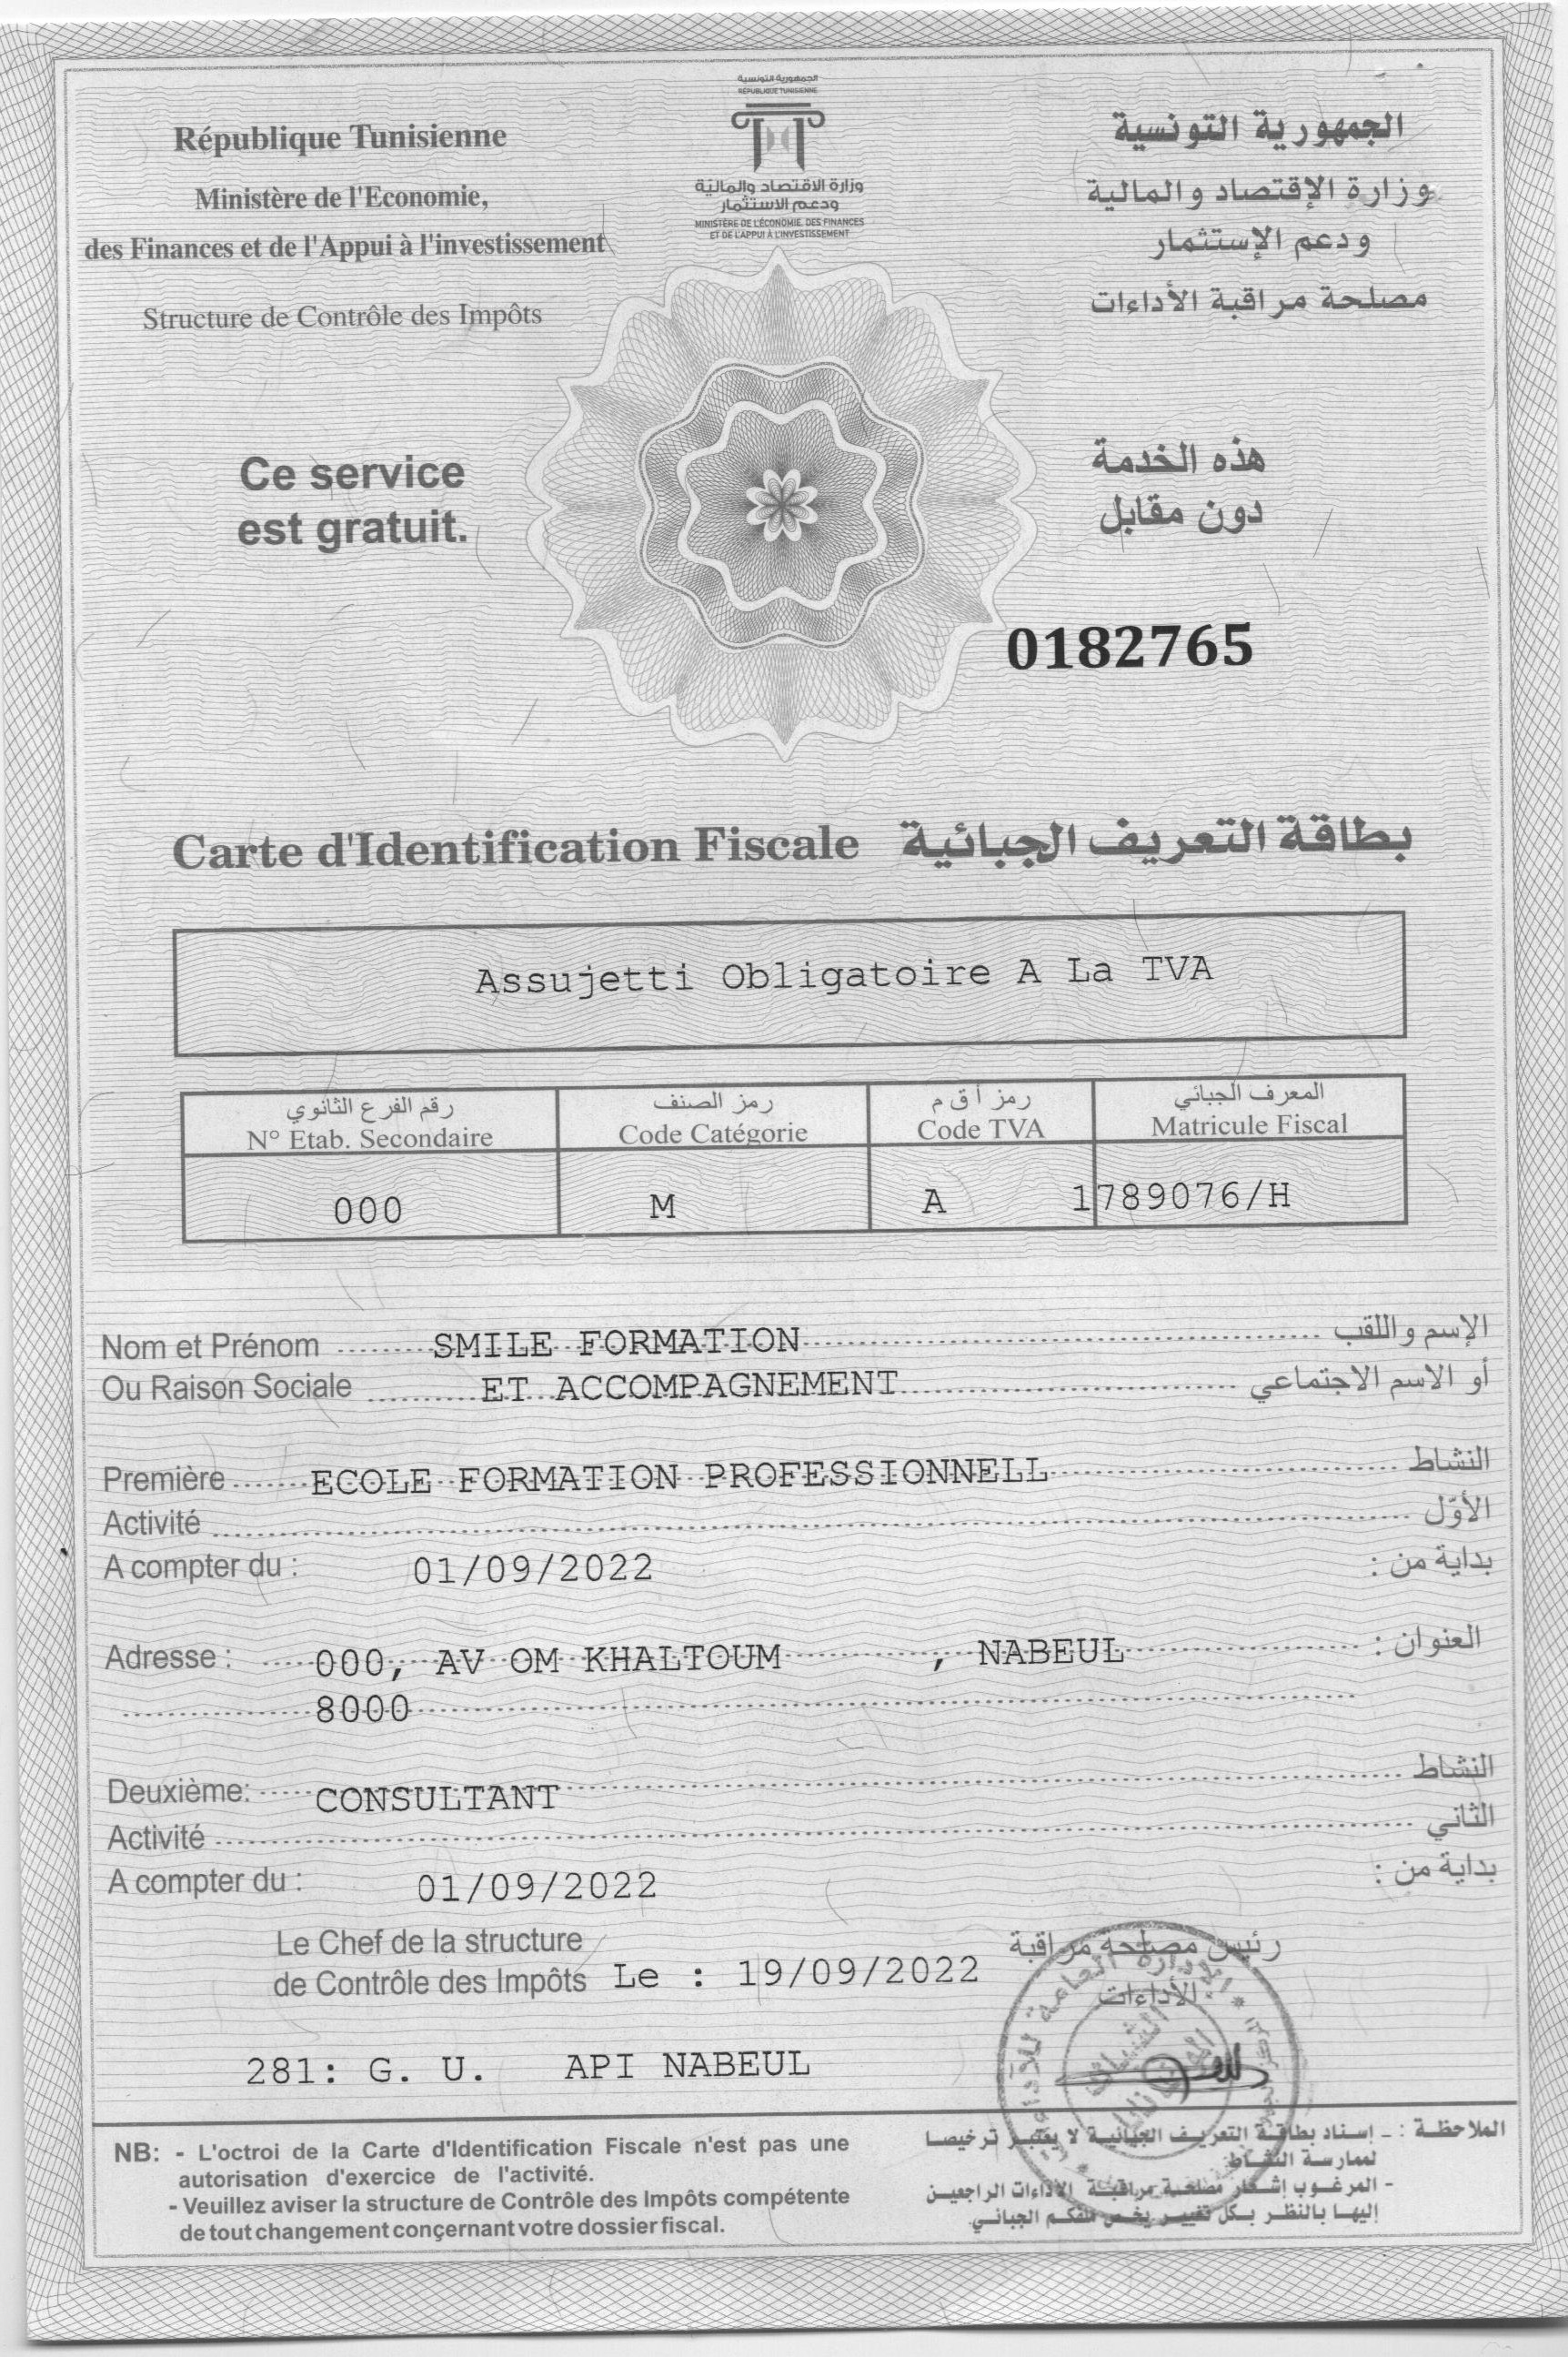 الجمهورية التونسية
RÉPUBLIQUE TUNISIENNE
وزارة الاقتصاد والمالية
ودعم الاستثمار
MINISTÈRE DE L'ÉCONOMIE, DES FINANCES
ET DE L'APPUI À L'INVESTISSEMENT
République Tunisienne
Ministère de l'Economie,
des Finances et de l'Appui à l'investissement
Structure de Contrôle des Impôts
الجمهورية التونسية
وزارة الإقتصاد والمالية
ودعم الإستثمار
مصلحة مراقبة الأداءات
Ce service
est gratuit.
هذه الخدمة
دون مقابل
0182765
Carte d'Identification Fiscale بطاقة التعريف الجبائية
Assujetti Obligatoire A La TVA
رقم الفرع الثانوي رمز الصنف رمز أ ق م المعرف الجبائي
N° Etab. Secondaire Code Catégorie Code TVA Matricule Fiscal
000 M A 1789076/H
Nom et Prénom SMILE FORMATION الإسم واللقب
Ou Raison Sociale ET ACCOMPAGNEMENT أو الاسم الاجتماعي
Première ECOLE FORMATION PROFESSIONNELL النشاط
Activité الأوّل
A compter du : 01/09/2022 بداية من :
Adresse : 000, AV OM KHALTOUM , NABEUL العنوان :
8000
Deuxième: CONSULTANT النشاط
Activité الثاني
A compter du : 01/09/2022 بداية من :
Le Chef de la structure رئيس مصلحة مراقبة
de Contrôle des Impôts Le : 19/09/2022 الأداءات
281: G. U. API NABEUL
NB: - L'octroi de la Carte d'Identification Fiscale n'est pas une
autorisation d'exercice de l'activité.
- Veuillez aviser la structure de Contrôle des Impôts compétente
de tout changement conçernant votre dossier fiscal.
الملاحظة : - إسناد بطاقة التعريف الجبائية لا يعتبر ترخيصا
لممارسة النشاط.
- المرغوب إشعار مصلحة مراقبة الأداءات الراجعين
إليها بالنظر بكل تغيير يخص ملفكم الجبائي.